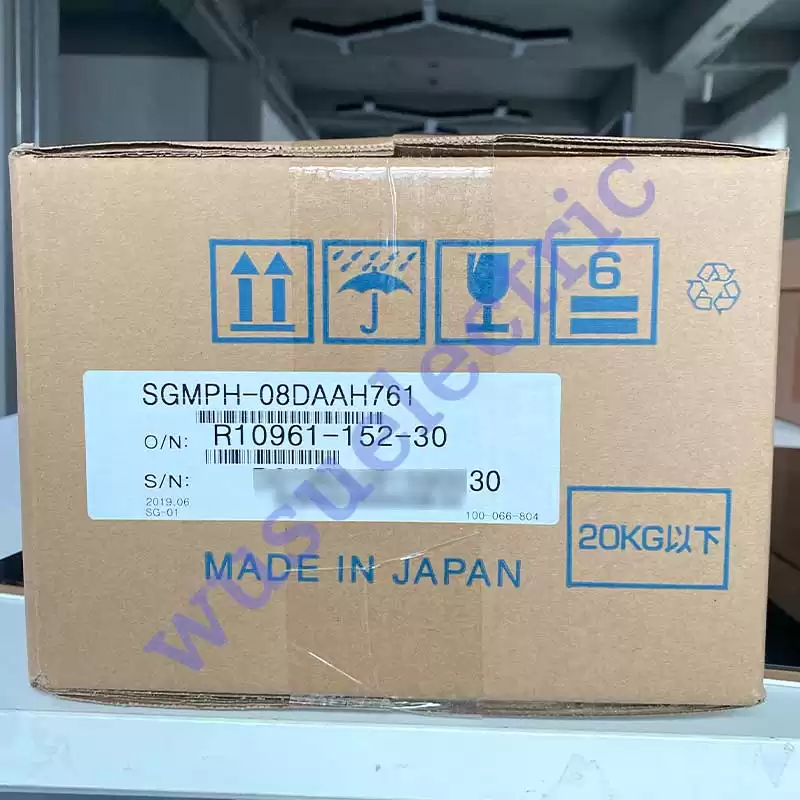 6
SGMPH-08DAAH761
O/N: R10961-152-30
S/N: 30
2019.06
SG-01
100-066-804
20KG以下
MADE IN JAPAN
wusuelectric